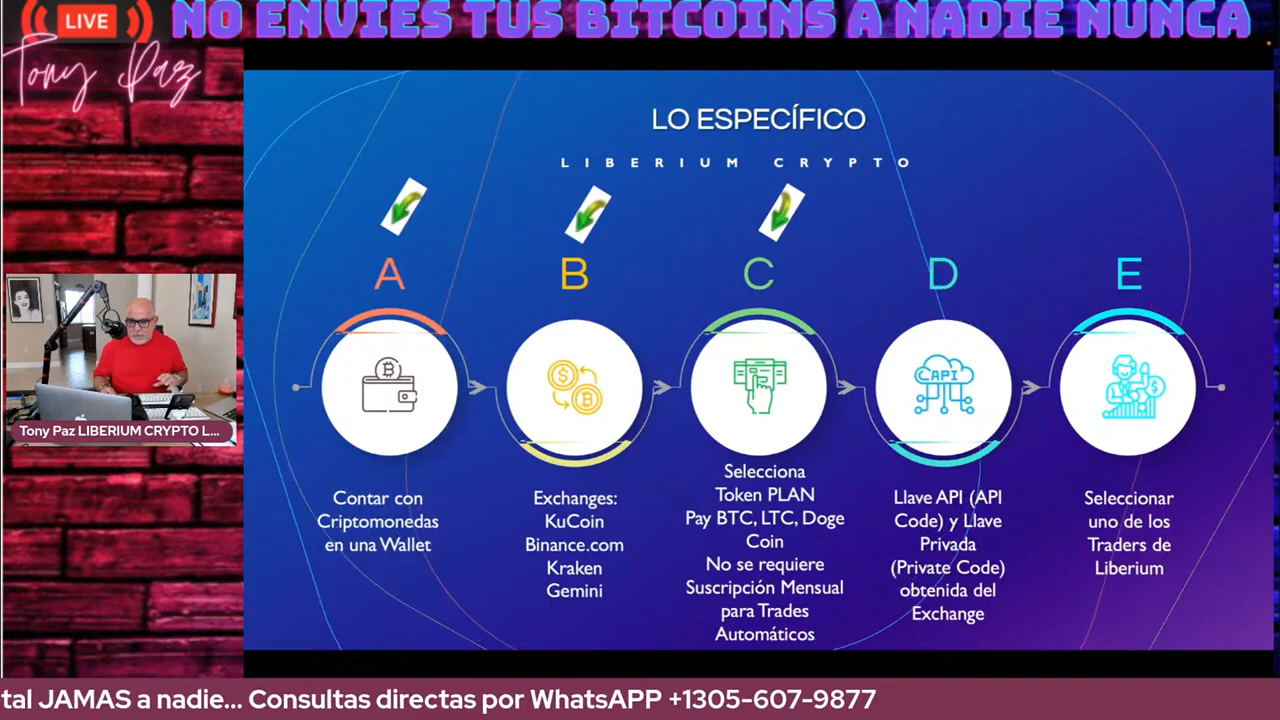 LIVE
NO ENVIES TUS BITCOINS A NADIE NUNCA
Tony Paz
LO ESPECÍFICO
LIBERIUM CRYPTO
A
B
C
D
E
API
Contar con
Criptomonedas
en una Wallet
Exchanges:
KuCoin
Binance.com
Kraken
Gemini
Selecciona
Token PLAN
Pay BTC, LTC, Doge
Coin
No se requiere
Suscripción Mensual
para Trades
Automáticos
Llave API (API
Code) y Llave
Privada
(Private Code)
obtenida del
Exchange
Seleccionar
uno de los
Traders de
Liberium
Tony Paz LIBERIUM CRYPTO L...
tal JAMAS a nadie... Consultas directas por WhatsAPP +1305-607-9877